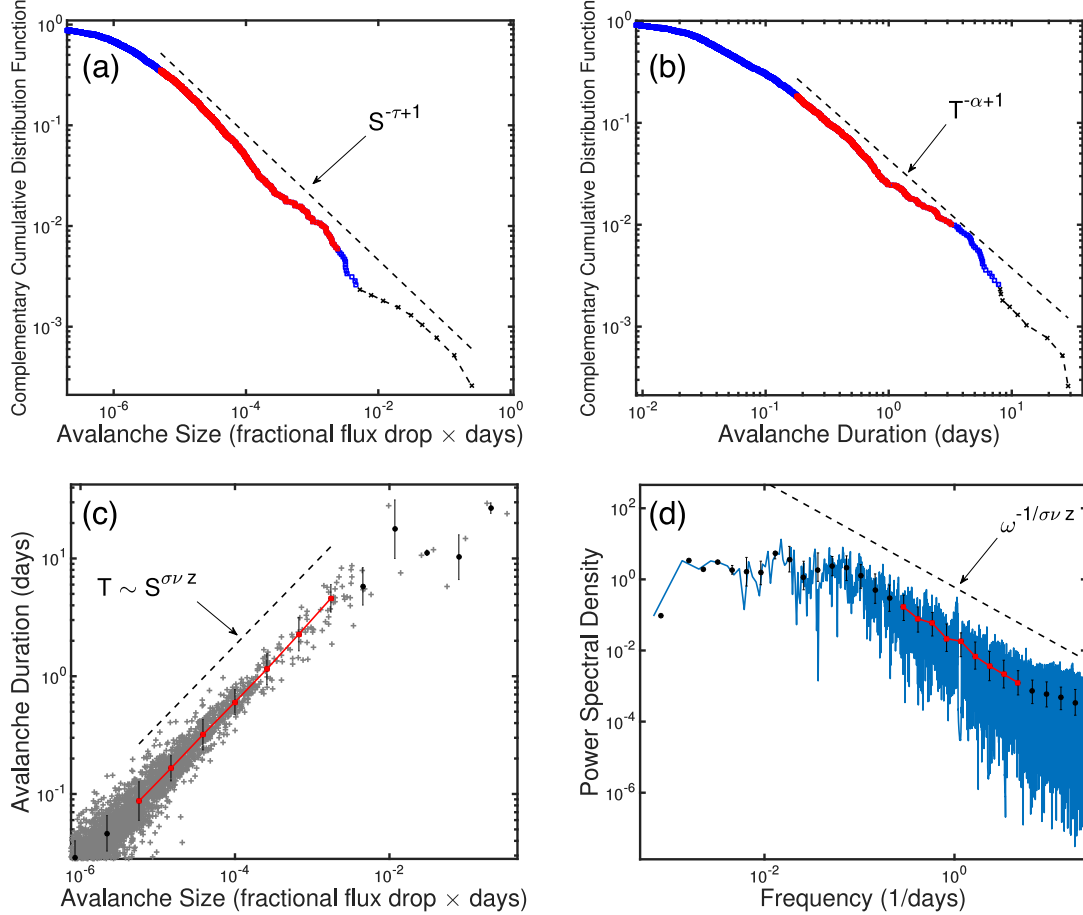 Complementary Cumulative Distribution Function
10^0
10^-1
10^-2
10^-3
(a)
S^-τ+1
10^-6
10^-4
10^-2
10^0
Avalanche Size (fractional flux drop × days)
Complementary Cumulative Distribution Function
10^0
10^-1
10^-2
10^-3
(b)
T^-α+1
10^-2
10^-1
10^0
10^1
Avalanche Duration (days)
Avalanche Duration (days)
10^1
10^0
10^-1
(c)
T ∼ S^σν z
10^-6
10^-4
10^-2
Avalanche Size (fractional flux drop × days)
Power Spectral Density
10^2
10^0
10^-2
10^-4
10^-6
(d)
ω^-1/σν z
10^-2
10^0
Frequency (1/days)